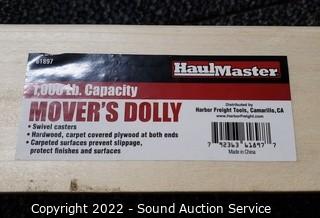 61897
HaulMaster
1,000 Lb. Capacity
MOVER'S DOLLY
• Swivel casters
• Hardwood, carpet covered plywood at both ends
• Carpeted surfaces prevent slippage,
protect finishes and surfaces
Distributed by
Harbor Freight Tools, Camarillo, CA
www.HarborFreight.com
7 92363 61897 7
Made in China
Copyright 2022 - Sound Auction Service